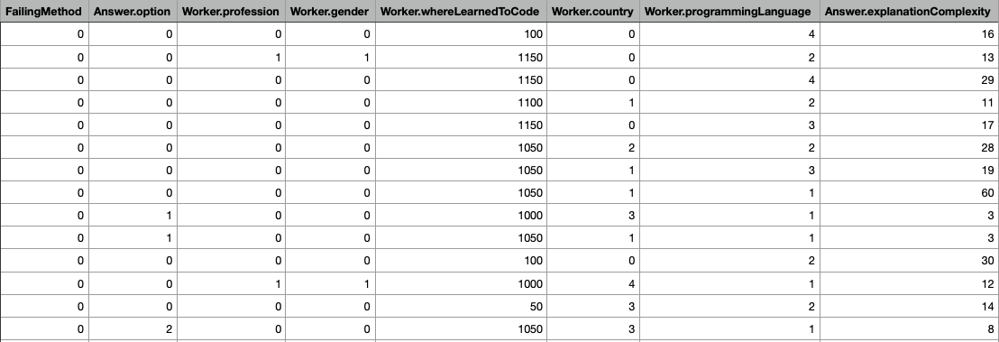 FailingMethod Answer.option Worker.profession Worker.gender Worker.whereLearnedToCode Worker.country Worker.programmingLanguage Answer.explanationComplexity
0 0 0 0 100 0 4 16
0 0 1 1 1150 0 2 13
0 0 0 0 1150 0 4 29
0 0 0 0 1100 1 2 11
0 0 0 0 1150 0 3 17
0 0 0 0 1050 2 2 28
0 0 0 0 1050 1 3 19
0 0 0 0 1050 1 1 60
0 1 0 0 1000 3 1 3
0 1 0 0 1050 1 1 3
0 0 0 0 100 0 2 30
0 0 1 1 1000 4 1 12
0 0 0 0 50 3 2 14
0 2 0 0 1050 3 1 8